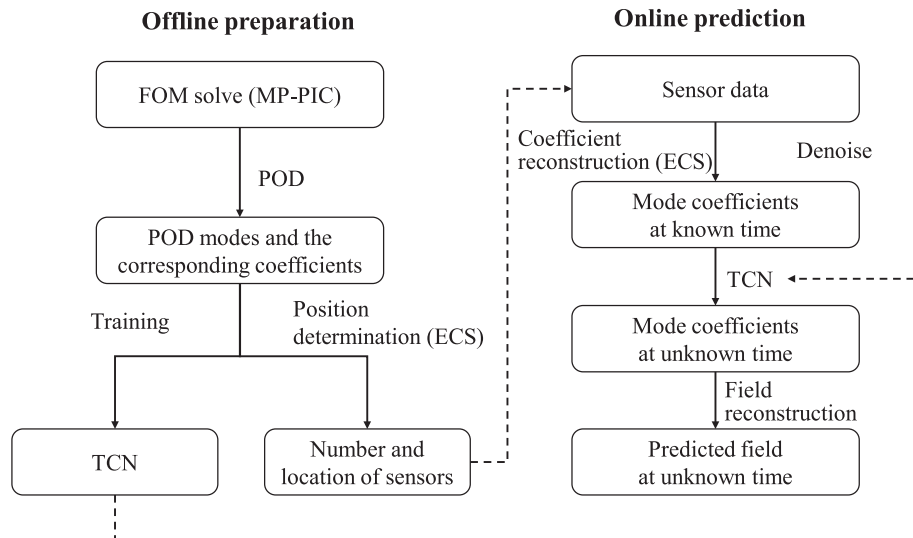 Offline preparation
FOM solve (MP-PIC)
POD
POD modes and the
corresponding coefficients
Training
Position
determination (ECS)
TCN
Number and
location of sensors
Online prediction
Sensor data
Coefficient
reconstruction (ECS)
Denoise
Mode coefficients
at known time
TCN
Mode coefficients
at unknown time
Field
reconstruction
Predicted field
at unknown time